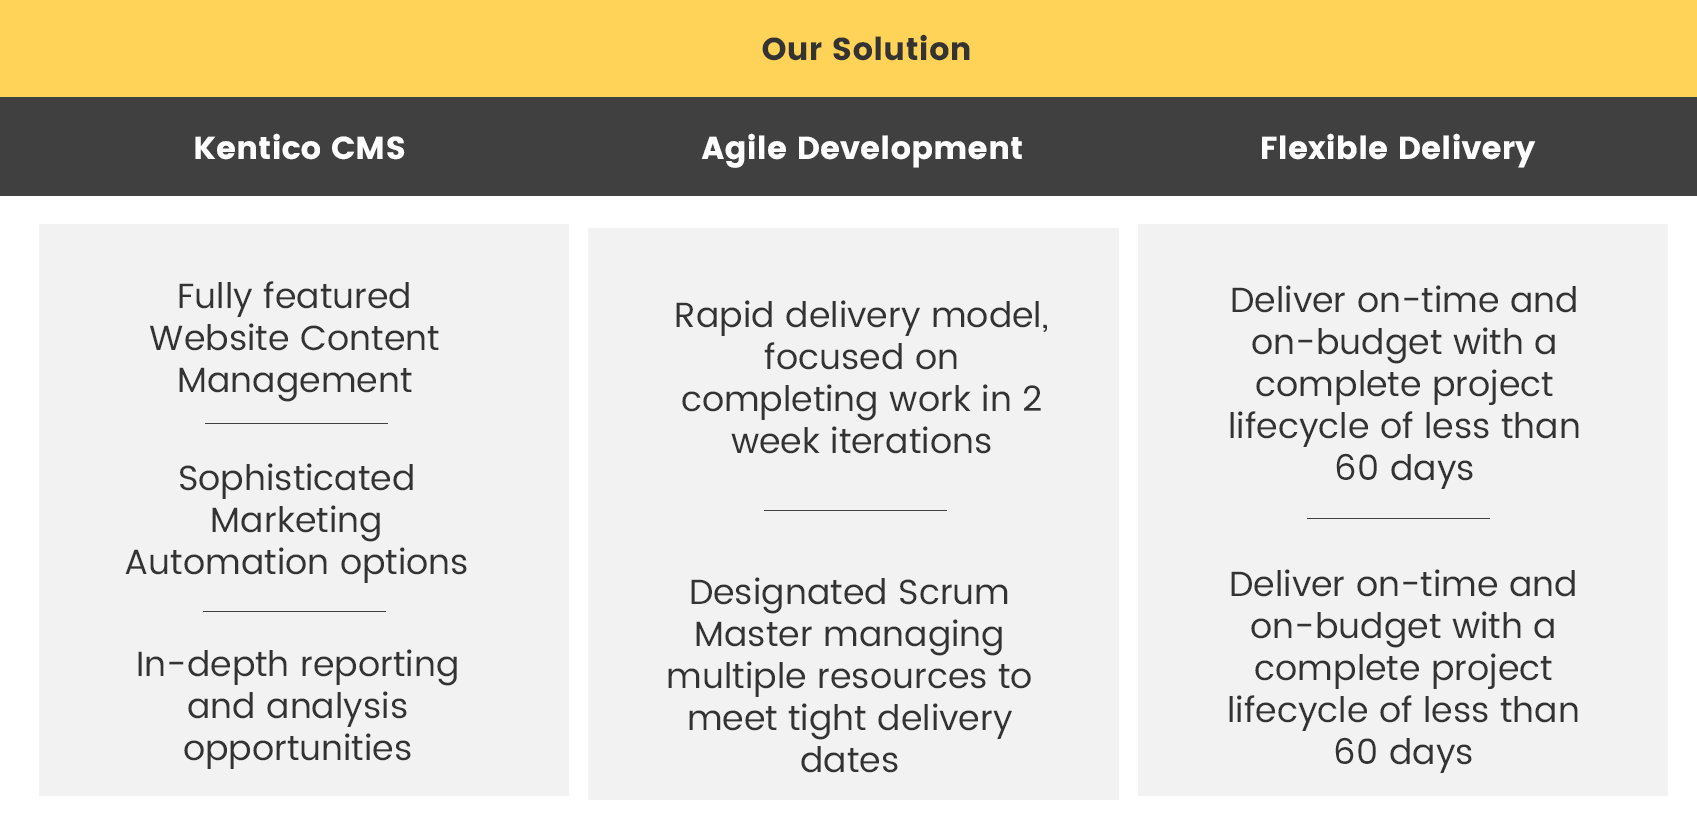 Our Solution
Kentico CMS
Agile Development
Flexible Delivery
Fully featured
Website Content
Management
Sophisticated
Marketing
Automation options
In-depth reporting
and analysis
opportunities
Rapid delivery model,
focused on
completing work in 2
week iterations
Designated Scrum
Master managing
multiple resources to
meet tight delivery
dates
Deliver on-time and
on-budget with a
complete project
lifecycle of less than
60 days
Deliver on-time and
on-budget with a
complete project
lifecycle of less than
60 days